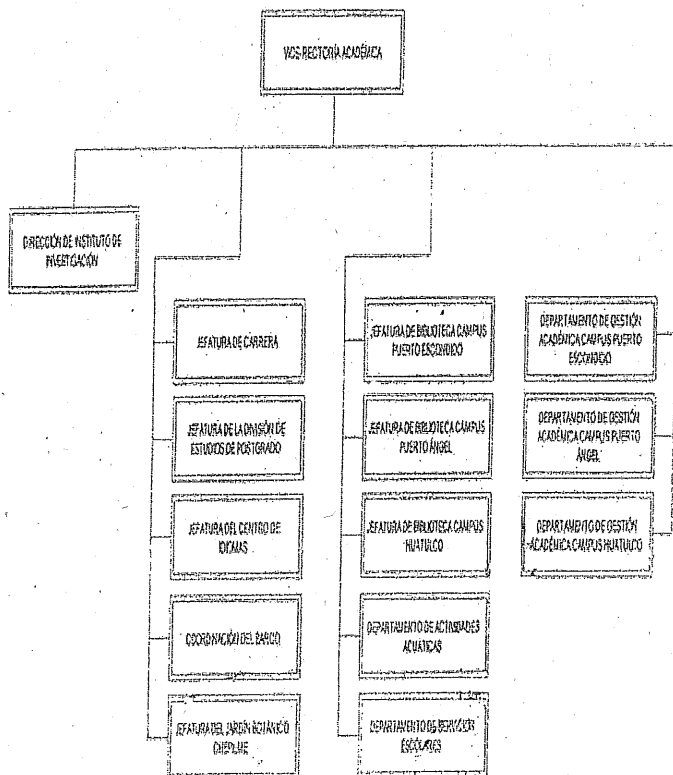 VICE-RECTORÍA ACADÉMICA
DIRECCIÓN DE INSTITUTO DE
INVESTIGACIÓN
JEFATURA DE CARRERA
JEFATURA DE LA DIVISIÓN DE
ESTUDIOS DE POSTGRADO
JEFATURA DEL CENTRO DE
IDIOMAS
COORDINACIÓN DEL BARCO
JEFATURA DEL JARDÍN BOTÁNICO
CHEPILME
JEFATURA DE BIBLIOTECA CAMPUS
PUERTO ESCONDIDO
JEFATURA DE BIBLIOTECA CAMPUS
PUERTO ÁNGEL
JEFATURA DE BIBLIOTECA CAMPUS
HUATULCO
DEPARTAMENTO DE ACTIVIDADES
ACUÁTICAS
DEPARTAMENTO DE SERVICIOS
ESCOLARES
DEPARTAMENTO DE GESTIÓN
ACADÉMICA CAMPUS PUERTO
ESCONDIDO
DEPARTAMENTO DE GESTIÓN
ACADÉMICA CAMPUS PUERTO
ÁNGEL
DEPARTAMENTO DE GESTIÓN
ACADÉMICA CAMPUS HUATULCO